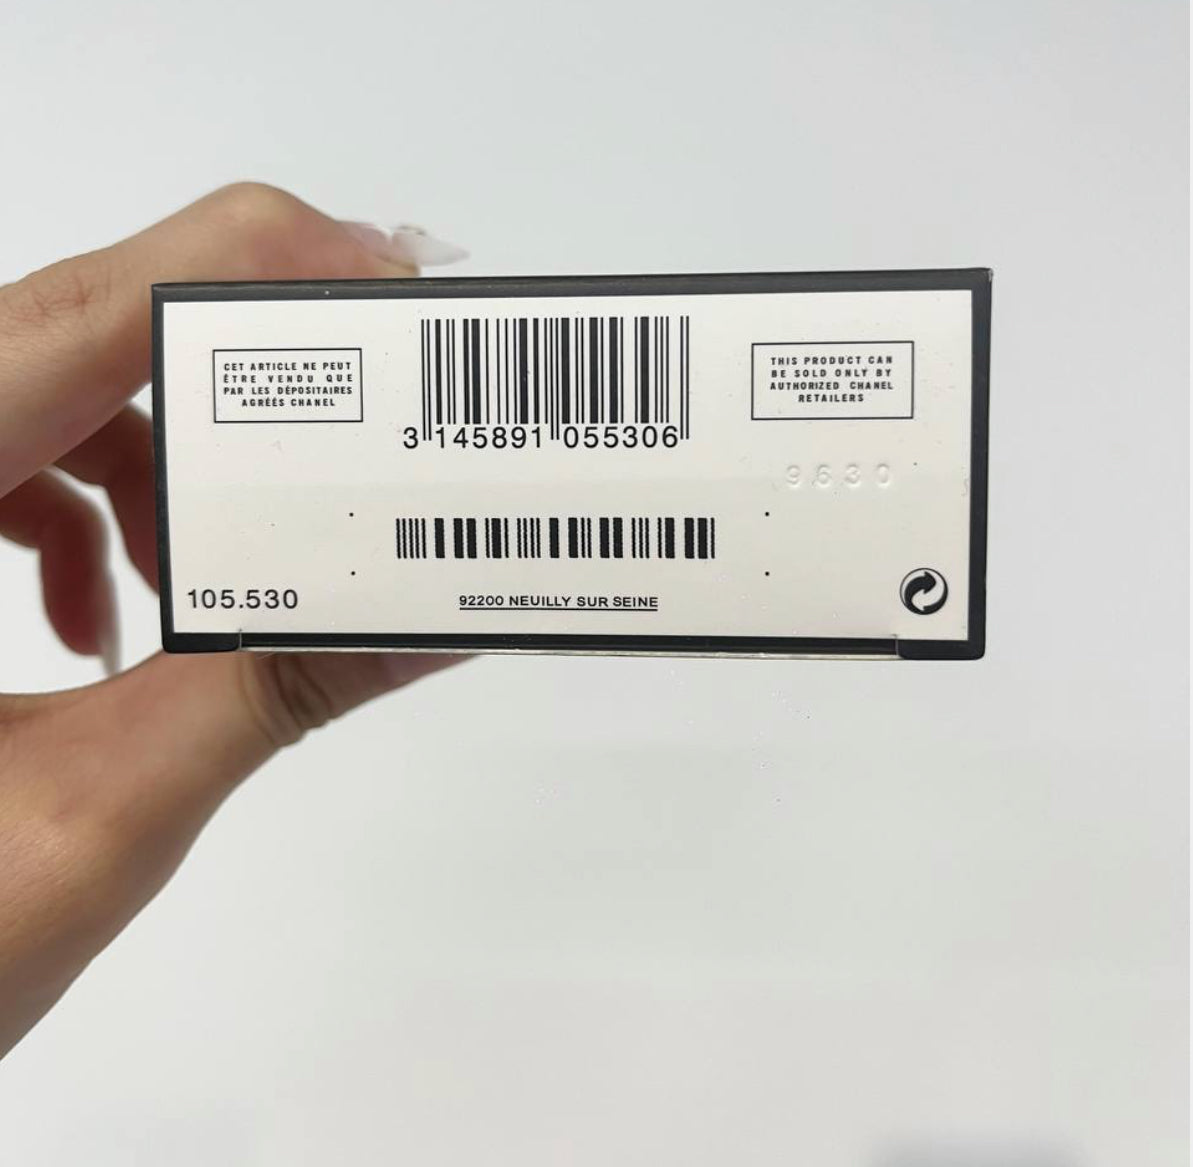 CET ARTICLE NE PEUT
ÊTRE VENDU QUE
PAR LES DÉPOSITAIRES
AGRÉÉS CHANEL
3 145891 055306
THIS PRODUCT CAN
BE SOLD ONLY BY
AUTHORIZED CHANEL
RETAILERS
9630
105.530
92200 NEUILLY SUR SEINE